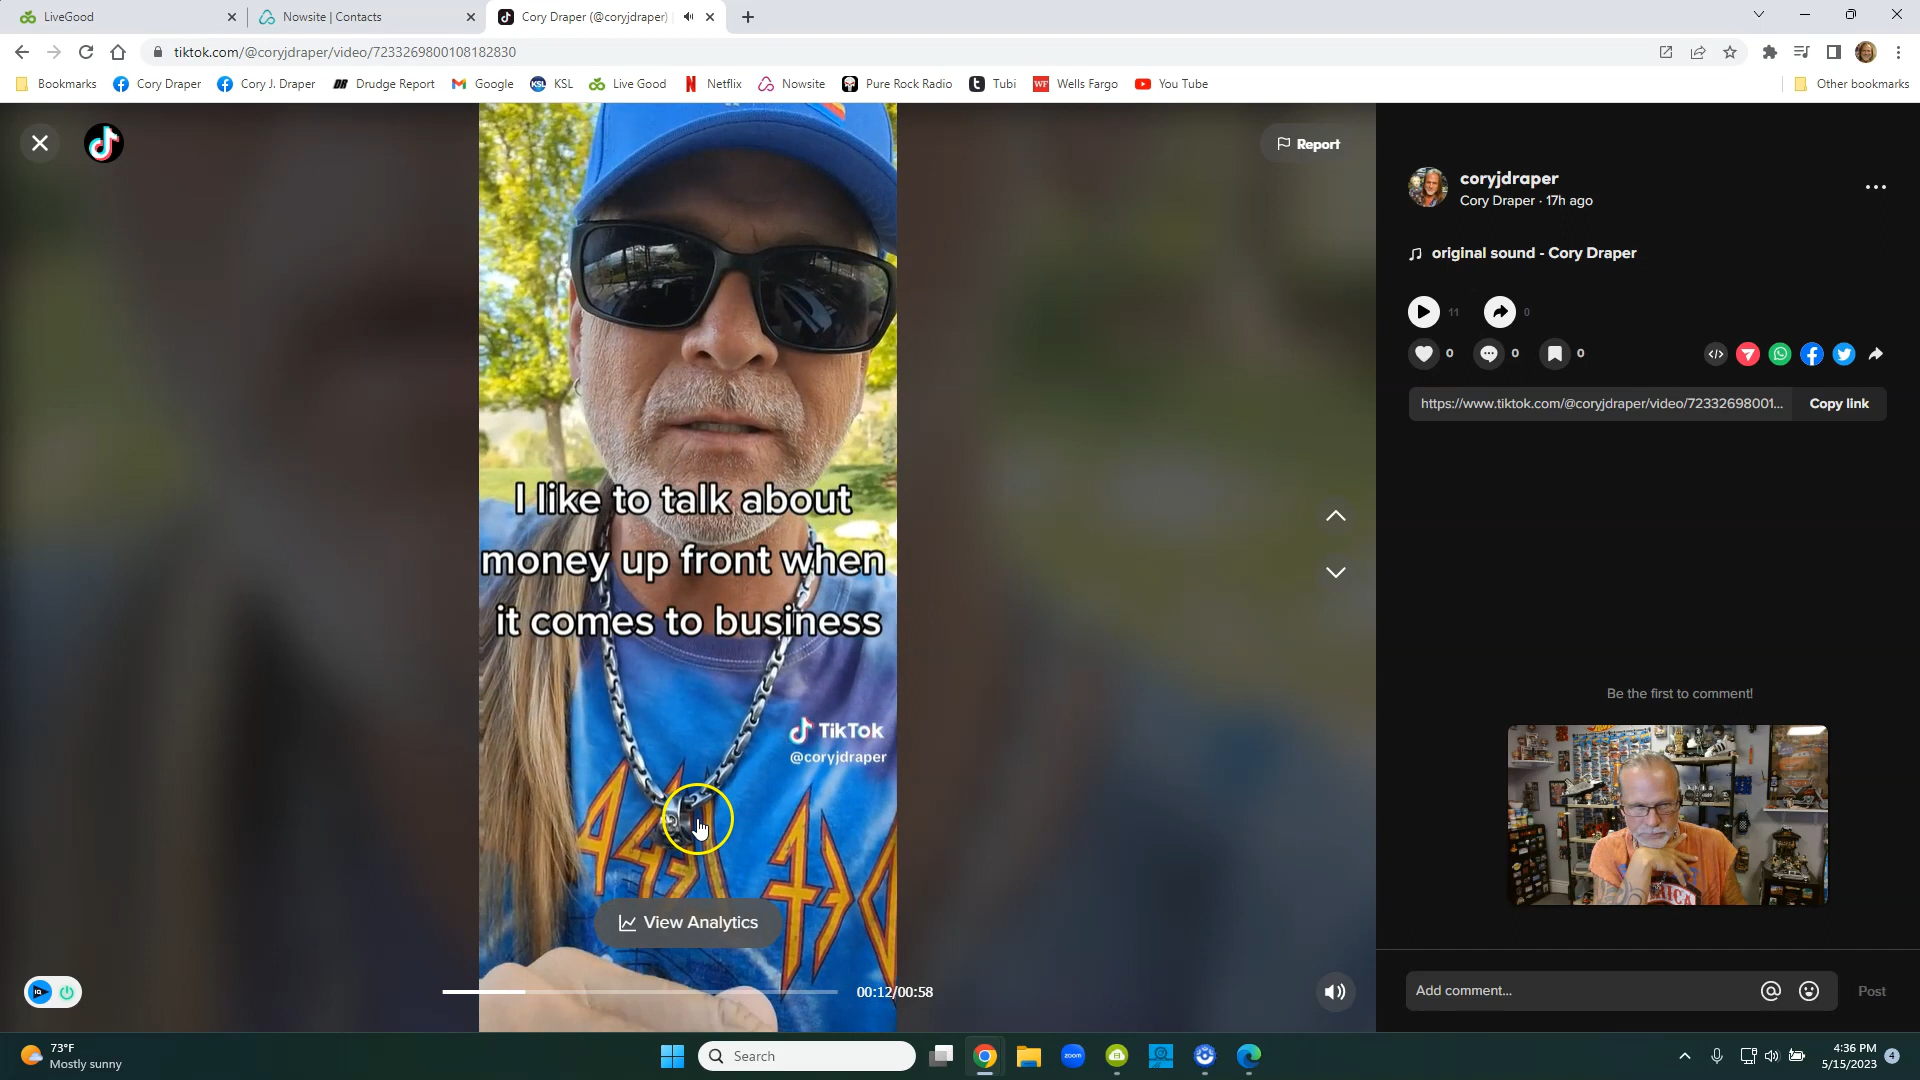 LiveGood
Nowsite | Contacts
Cory Draper (@coryjdraper)
tiktok.com/@coryjdraper/video/7233269800108182830
Bookmarks
Cory Draper
Cory J. Draper
DR Drudge Report
Google
KSL KSL
Live Good
Netflix
Nowsite
Pure Rock Radio
Tubi
WF Wells Fargo
You Tube
Other bookmarks
Report
coryjdraper
Cory Draper · 17h ago
original sound - Cory Draper
11
0
0
0
0
https://www.tiktok.com/@coryjdraper/video/72332698001...
Copy link
I like to talk about
money up front when
it comes to business
TikTok
@coryjdraper
View Analytics
Be the first to comment!
00:12/00:58
Add comment...
Post
73°F
Mostly sunny
Search
zoom
4:36 PM
5/15/2023
4